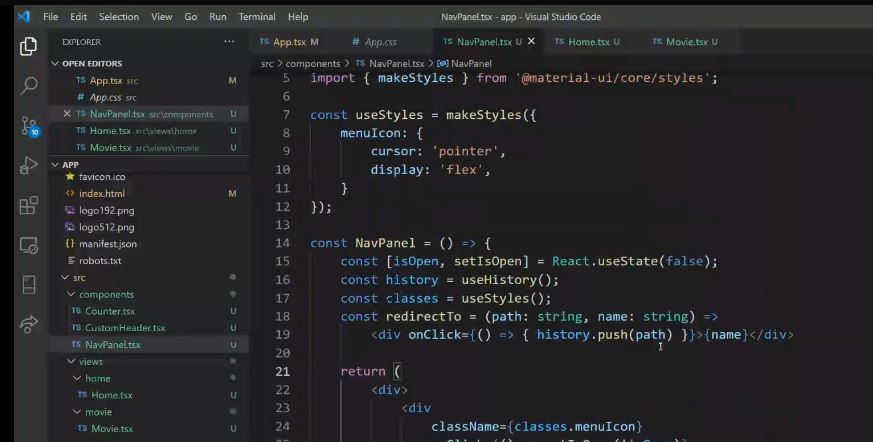 File Edit Selection View Go Run Terminal Help NavPanel.tsx - app - Visual Studio Code
EXPLORER ...
TS App.tsx M # App.css TS NavPanel.tsx U × TS Home.tsx U TS Movie.tsx U
OPEN EDITORS
src > components > TS NavPanel.tsx > NavPanel
TS App.tsx src M
# App.css src
× TS NavPanel.tsx src\components U
TS Home.tsx src\views\home U
TS Movie.tsx src\views\movie U
APP
favicon.ico
<> index.html M
logo192.png
logo512.png
{} manifest.json
robots.txt
src
components
TS Counter.tsx U
TS CustomHeader.tsx U
TS NavPanel.tsx U
views
home
TS Home.tsx U
movie
TS Movie.tsx U
10
5 import { makeStyles } from '@material-ui/core/styles';
6
7 const useStyles = makeStyles({
8 menuIcon: {
9 cursor: 'pointer',
10 display: 'flex',
11 }
12 });
13
14 const NavPanel = () => {
15 const [isOpen, setIsOpen] = React.useState(false);
16 const history = useHistory();
17 const classes = useStyles();
18 const redirectTo = (path: string, name: string) =>
19 <div onClick={() => { history.push(path) }}>{name}</div>
20
21 return (
22 <div>
23 <div
24 className={classes.menuIcon}